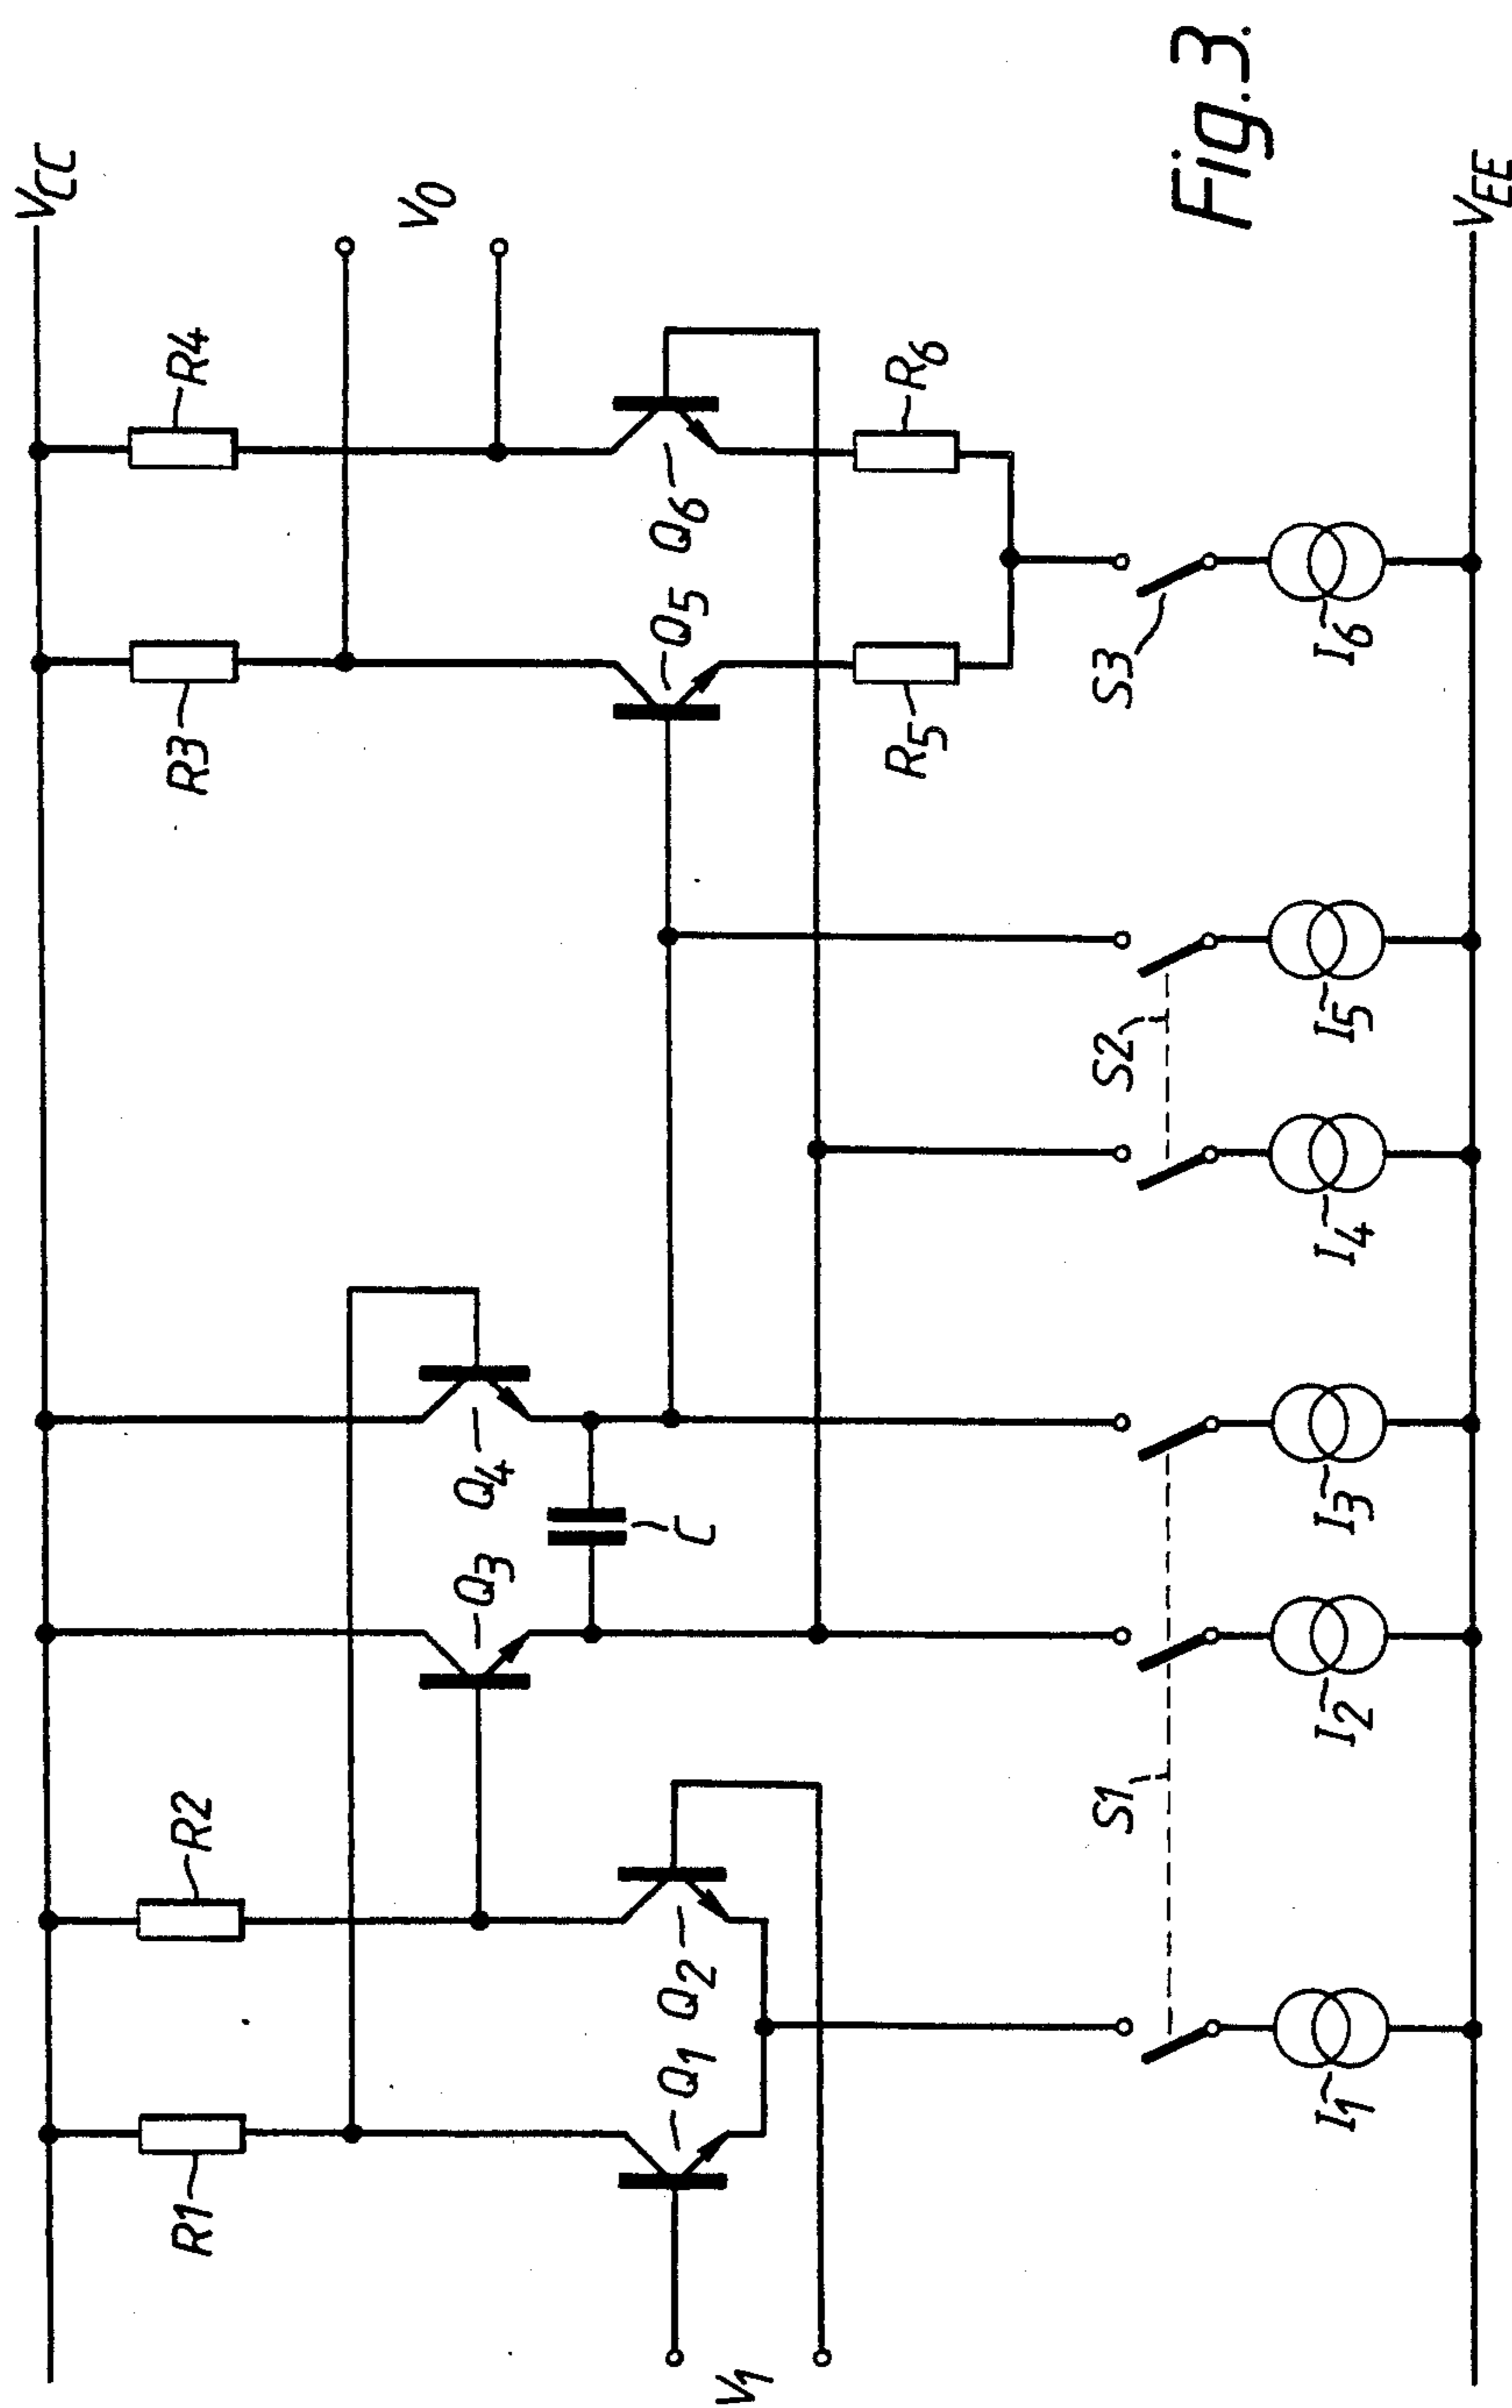 VCC
R1
R2
R3
R4
V0
Q3
Q4
C
Q1
Q2
Q5
Q6
V1
R5
R6
S1
S2
S3
I1
I2
I3
I4
I5
I6
VEE
Fig.3.